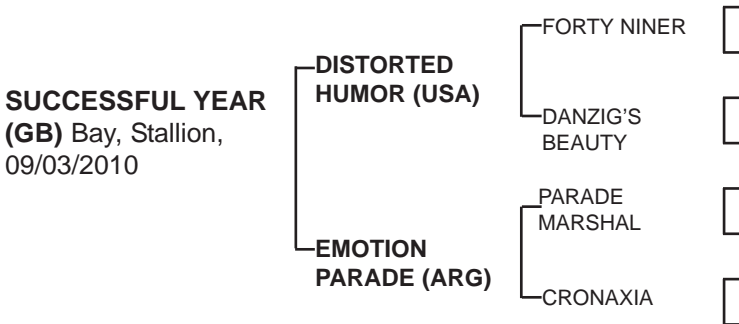 SUCCESSFUL YEAR
(GB) Bay, Stallion,
09/03/2010
DISTORTED
HUMOR (USA)
EMOTION
PARADE (ARG)
FORTY NINER
DANZIG'S
BEAUTY
PARADE
MARSHAL
CRONAXIA